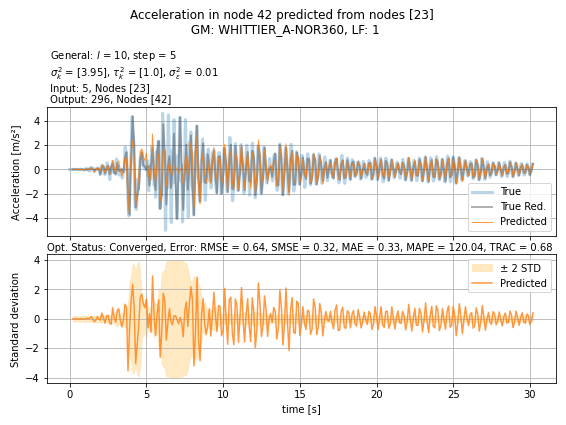 Acceleration in node 42 predicted from nodes [23]
GM: WHITTIER_A-NOR360, LF: 1
General: l = 10, step = 5
σ²ₖ = [3.95], τ²ₖ = [1.0], σ²ε = 0.01
Input: 5, Nodes [23]
Output: 296, Nodes [42]
Acceleration [m/s²]
4
2
0
−2
−4
True
True Red.
Predicted
Opt. Status: Converged, Error: RMSE = 0.64, SMSE = 0.32, MAE = 0.33, MAPE = 120.04, TRAC = 0.68
Standard deviation
4
2
0
−2
−4
± 2 STD
Predicted
0 5 10 15 20 25 30
time [s]